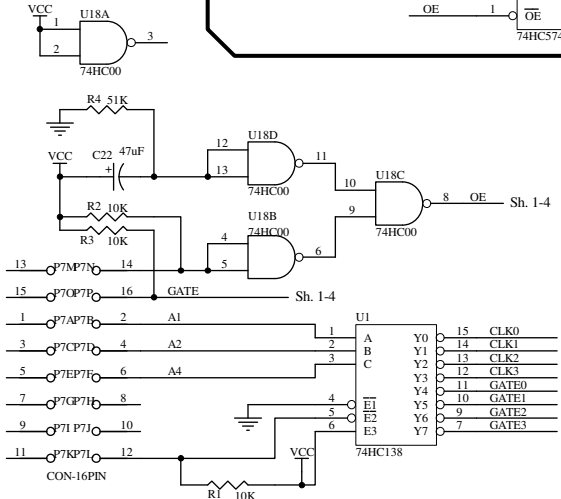 VCC
U18A
1
2
3
74HC00
OE
1
OE
74HC574
R4 51K
VCC
C22
47uF
+
R2 10K
R3 10K
U18D
12
13
11
74HC00
U18B
74HC00
4
5
6
U18C
10
9
8
OE
Sh. 1-4
74HC00
13 P7M P7N 14
15 P7O P7P 16 GATE Sh. 1-4
1 P7A P7B 2 A1
3 P7C P7D 4 A2
5 P7E P7F 6 A4
7 P7G P7H 8
9 P7I P7J 10
11 P7K P7L 12
CON-16PIN
R1 10K
VCC
U1
1 A Y0 15 CLK0
2 B Y1 14 CLK1
3 C Y2 13 CLK2
Y3 12 CLK3
Y4 11 GATE0
4 E1 Y5 10 GATE1
5 E2 Y6 9 GATE2
6 E3 Y7 7 GATE3
74HC138